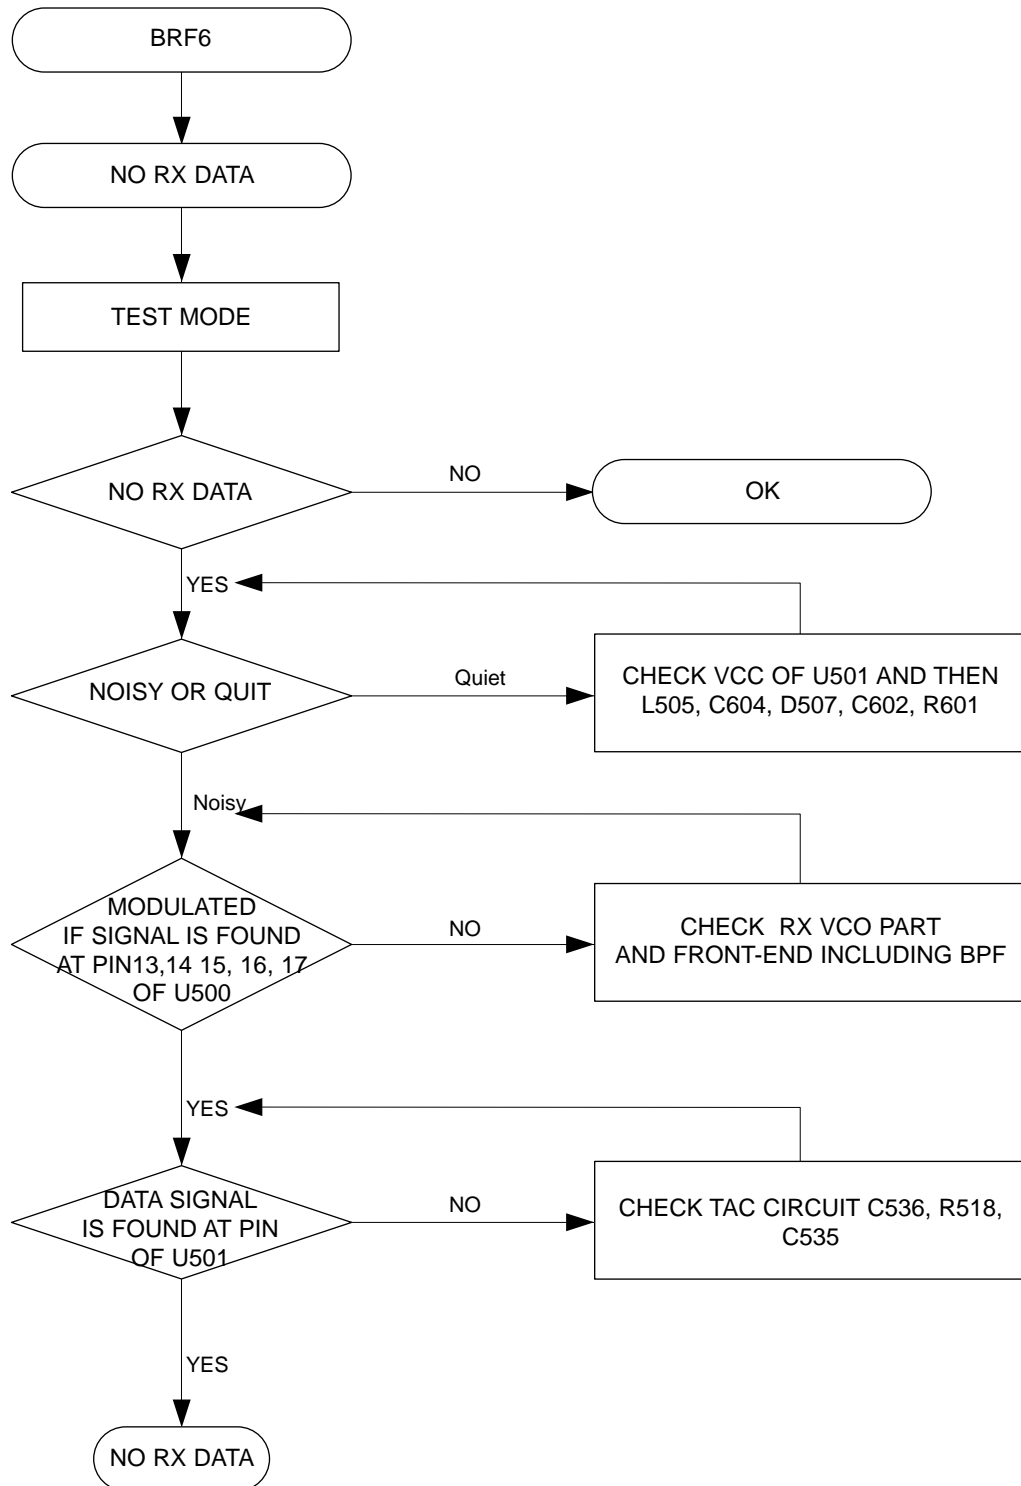 BRF6
NO RX DATA
TEST MODE
NO RX DATA
NO
OK
YES
NOISY OR QUIT
Quiet
CHECK VCC OF U501 AND THEN
L505, C604, D507, C602, R601
Noisy
MODULATED
IF SIGNAL IS FOUND
AT PIN13,14 15, 16, 17
OF U500
NO
CHECK RX VCO PART
AND FRONT-END INCLUDING BPF
YES
DATA SIGNAL
IS FOUND AT PIN
OF U501
NO
CHECK TAC CIRCUIT C536, R518,
C535
YES
NO RX DATA